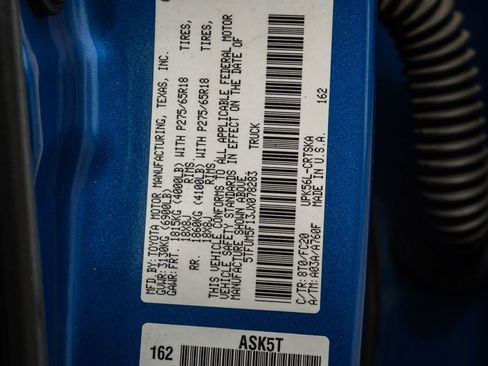 MFD.BY: TOYOTA MOTOR MANUFACTURING, TEXAS, INC.
GVWR: 3130KG (6900LB)
GAWR: FRT. 1815KG (4000LB) WITH P275/65R18 TIRES,
18X8J RIMS.
RR. 1860KG (4100LB) WITH P275/65R18 TIRES,
18X8J RIMS.
THIS VEHICLE CONFORMS TO ALL APPLICABLE FEDERAL MOTOR
VEHICLE SAFETY STANDARDS IN EFFECT ON THE DATE OF
MANUFACTURE SHOWN ABOVE.
5TFUM5F13JX078283 TRUCK
162
C/TR: 8T0/FC20 UPK56L-CRTSKA
A/TM: A03A/A760F MADE IN U.S.A.
ASK5T
162